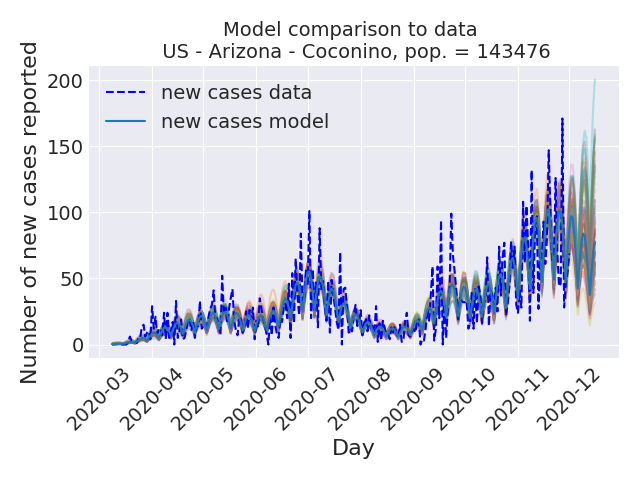 Model comparison to data
US - Arizona - Coconino, pop. = 143476
Number of new cases reported
200
150
100
50
0
new cases data
new cases model
2020-03
2020-04
2020-05
2020-06
2020-07
2020-08
2020-09
2020-10
2020-11
2020-12
Day